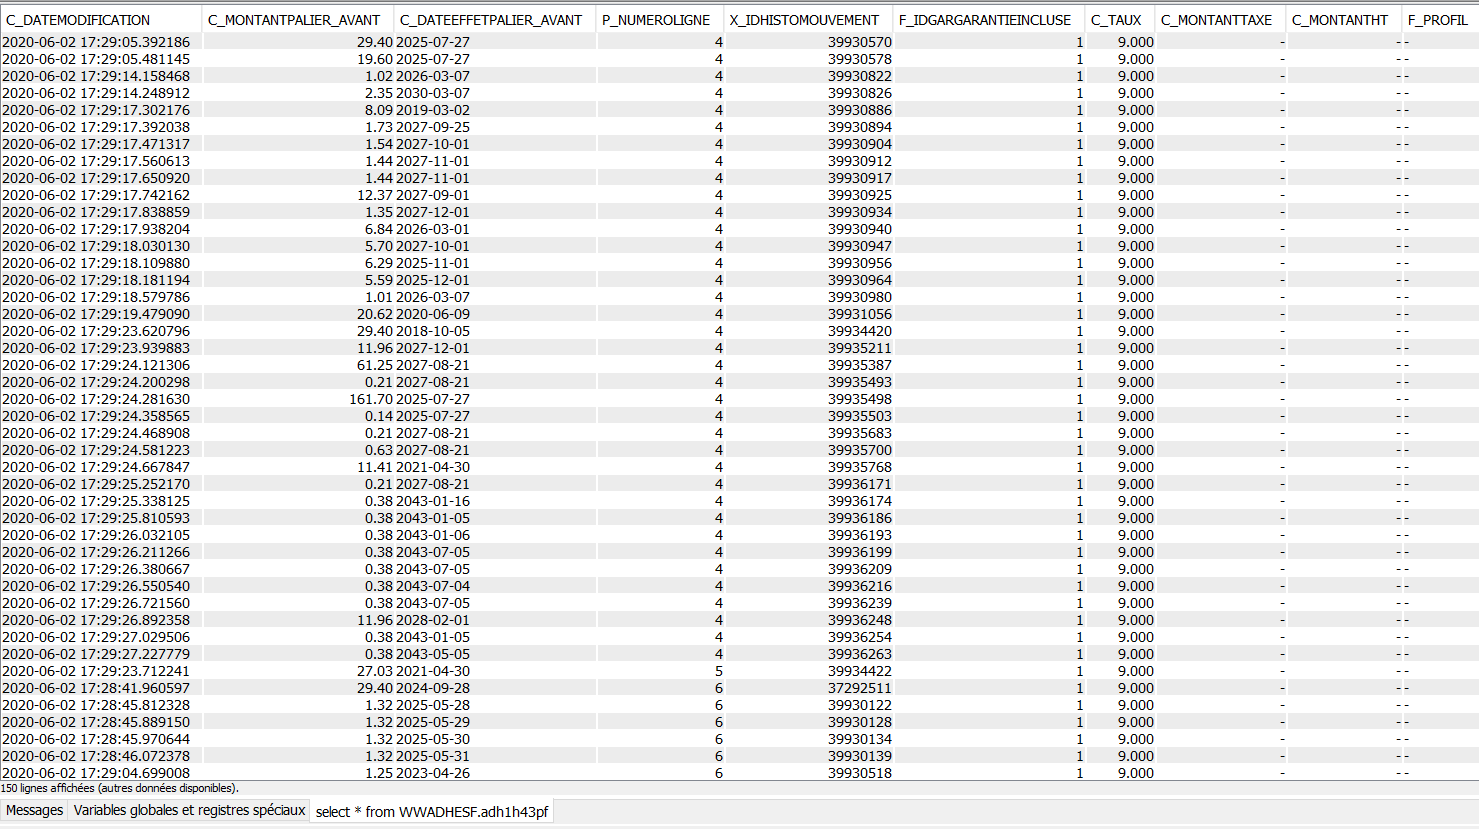 C_DATEMODIFICATION C_MONTANTPALIER_AVANT C_DATEEFFETPALIER_AVANT P_NUMEROLIGNE X_IDHISTOMOUVEMENT F_IDGARGARANTIEINCLUSE C_TAUX C_MONTANTTAXE C_MONTANTHT F_PROFIL
2020-06-02 17:29:05.392186 29.40 2025-07-27 4 39930570 1 9.000 - - -
2020-06-02 17:29:05.481145 19.60 2025-07-27 4 39930578 1 9.000 - - -
2020-06-02 17:29:14.158468 1.02 2026-03-07 4 39930822 1 9.000 - - -
2020-06-02 17:29:14.248912 2.35 2030-03-07 4 39930826 1 9.000 - - -
2020-06-02 17:29:17.302176 8.09 2019-03-02 4 39930886 1 9.000 - - -
2020-06-02 17:29:17.392038 1.73 2027-09-25 4 39930894 1 9.000 - - -
2020-06-02 17:29:17.471317 1.54 2027-10-01 4 39930904 1 9.000 - - -
2020-06-02 17:29:17.560613 1.44 2027-11-01 4 39930912 1 9.000 - - -
2020-06-02 17:29:17.650920 1.44 2027-11-01 4 39930917 1 9.000 - - -
2020-06-02 17:29:17.742162 12.37 2027-09-01 4 39930925 1 9.000 - - -
2020-06-02 17:29:17.838859 1.35 2027-12-01 4 39930934 1 9.000 - - -
2020-06-02 17:29:17.938204 6.84 2026-03-01 4 39930940 1 9.000 - - -
2020-06-02 17:29:18.030130 5.70 2027-10-01 4 39930947 1 9.000 - - -
2020-06-02 17:29:18.109880 6.29 2025-11-01 4 39930956 1 9.000 - - -
2020-06-02 17:29:18.181194 5.59 2025-12-01 4 39930964 1 9.000 - - -
2020-06-02 17:29:18.579786 1.01 2026-03-07 4 39930980 1 9.000 - - -
2020-06-02 17:29:19.479090 20.62 2020-06-09 4 39931056 1 9.000 - - -
2020-06-02 17:29:23.620796 29.40 2018-10-05 4 39934420 1 9.000 - - -
2020-06-02 17:29:23.939883 11.96 2027-12-01 4 39935211 1 9.000 - - -
2020-06-02 17:29:24.121306 61.25 2027-08-21 4 39935387 1 9.000 - - -
2020-06-02 17:29:24.200298 0.21 2027-08-21 4 39935493 1 9.000 - - -
2020-06-02 17:29:24.281630 161.70 2025-07-27 4 39935498 1 9.000 - - -
2020-06-02 17:29:24.358565 0.14 2025-07-27 4 39935503 1 9.000 - - -
2020-06-02 17:29:24.468908 0.21 2027-08-21 4 39935683 1 9.000 - - -
2020-06-02 17:29:24.581223 0.63 2027-08-21 4 39935700 1 9.000 - - -
2020-06-02 17:29:24.667847 11.41 2021-04-30 4 39935768 1 9.000 - - -
2020-06-02 17:29:25.252170 0.21 2027-08-21 4 39936171 1 9.000 - - -
2020-06-02 17:29:25.338125 0.38 2043-01-16 4 39936174 1 9.000 - - -
2020-06-02 17:29:25.810593 0.38 2043-01-05 4 39936186 1 9.000 - - -
2020-06-02 17:29:26.032105 0.38 2043-01-06 4 39936193 1 9.000 - - -
2020-06-02 17:29:26.211266 0.38 2043-07-05 4 39936199 1 9.000 - - -
2020-06-02 17:29:26.380667 0.38 2043-07-05 4 39936209 1 9.000 - - -
2020-06-02 17:29:26.550540 0.38 2043-07-04 4 39936216 1 9.000 - - -
2020-06-02 17:29:26.721560 0.38 2043-07-05 4 39936239 1 9.000 - - -
2020-06-02 17:29:26.892358 11.96 2028-02-01 4 39936248 1 9.000 - - -
2020-06-02 17:29:27.029506 0.38 2043-01-05 4 39936254 1 9.000 - - -
2020-06-02 17:29:27.227779 0.38 2043-05-05 4 39936263 1 9.000 - - -
2020-06-02 17:29:23.712241 27.03 2021-04-30 5 39934422 1 9.000 - - -
2020-06-02 17:28:41.960597 29.40 2024-09-28 6 37292511 1 9.000 - - -
2020-06-02 17:28:45.812328 1.32 2025-05-28 6 39930122 1 9.000 - - -
2020-06-02 17:28:45.889150 1.32 2025-05-29 6 39930128 1 9.000 - - -
2020-06-02 17:28:45.970644 1.32 2025-05-30 6 39930134 1 9.000 - - -
2020-06-02 17:28:46.072378 1.32 2025-05-31 6 39930139 1 9.000 - - -
2020-06-02 17:29:04.699008 1.25 2023-04-26 6 39930518 1 9.000 - - -
150 lignes affichées (autres données disponibles).
Messages Variables globales et registres spéciaux select * from WWADHESF.adh1h43pf